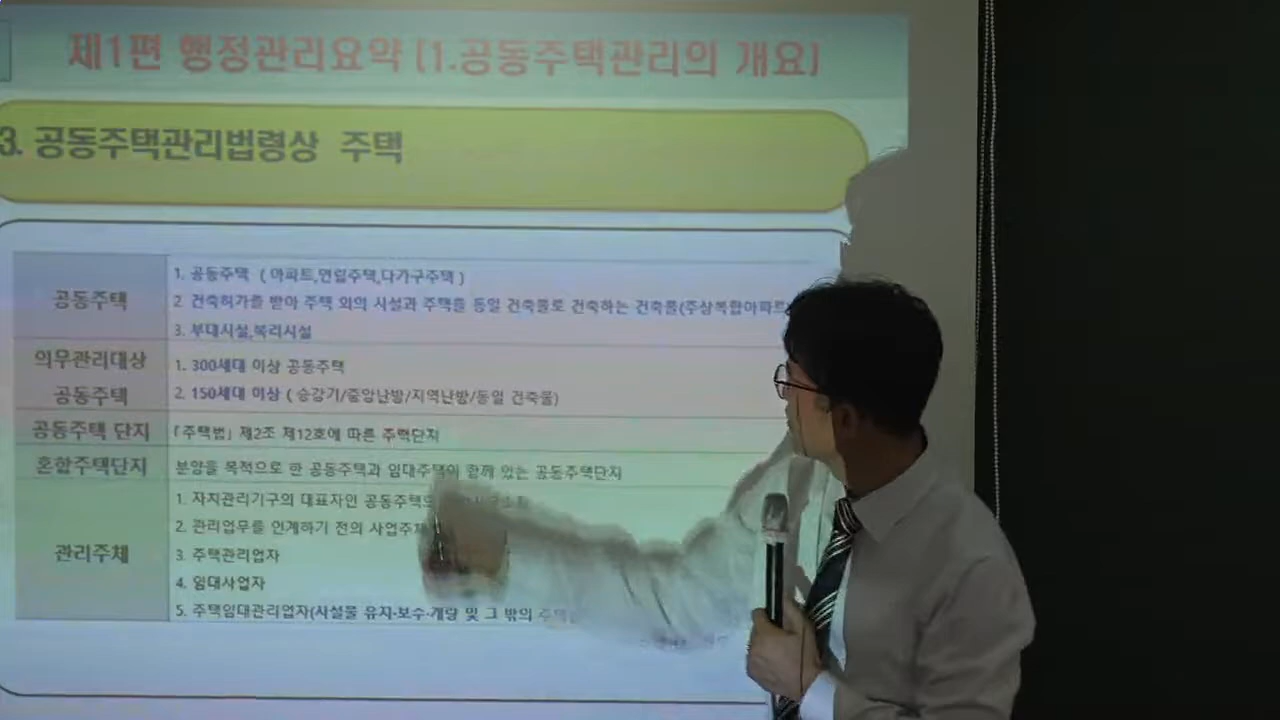 제1편 행정관리요약 [1.공동주택관리의 개요]
3. 공동주택관리법령상 주택
공동주택
1. 공동주택 ( 아파트,연립주택,다가구주택 )
2 건축허가를 받아 주택 외의 시설과 주택을 동일 건축물로 건축하는 건축물(주상복합아파트
3. 부대시설,복리시설
의무관리대상
공동주택
1. 300세대 이상 공동주택
2. 150세대 이상 ( 승강기/중앙난방/지역난방/동일 건축물)
공동주택 단지
「주택법」 제2조 제12호에 따른 주택단지
혼합주택단지
분양을 목적으로 한 공동주택과 임대주택이 함께 있는 공동주택단지
관리주체
1. 자치관리기구의 대표자인 공동주택의
2. 관리업무를 인계하기 전의 사업주체
3. 주택관리업자
4. 임대사업자
5. 주택임대관리업자(시설물 유지·보수·개량 및 그 밖의 주택